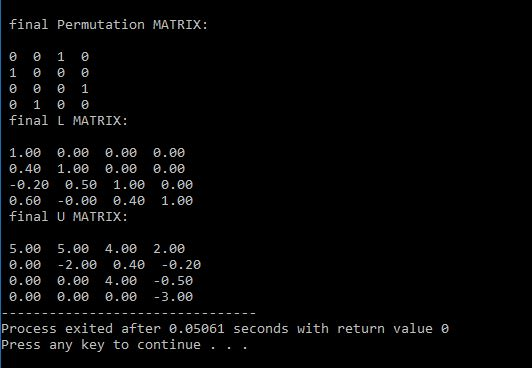 final Permutation MATRIX:
0  0  1  0
1  0  0  0
0  0  0  1
0  1  0  0
final L MATRIX:
1.00  0.00  0.00  0.00
0.40  1.00  0.00  0.00
-0.20  0.50  1.00  0.00
0.60  -0.00  0.40  1.00
final U MATRIX:
5.00  5.00  4.00  2.00
0.00  -2.00  0.40  -0.20
0.00  0.00  4.00  -0.50
0.00  0.00  0.00  -3.00
--------------------------------
Process exited after 0.05061 seconds with return value 0
Press any key to continue . . .